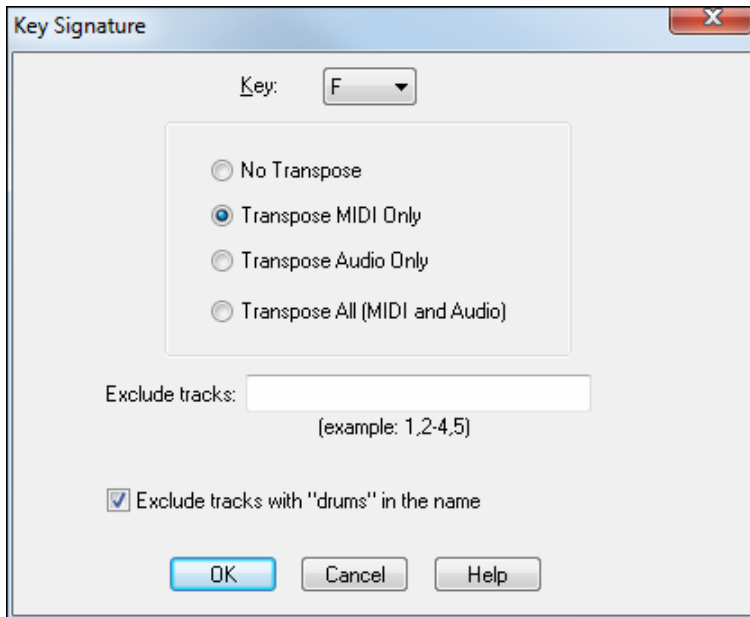 Key Signature
Key: F
No Transpose
Transpose MIDI Only
Transpose Audio Only
Transpose All (MIDI and Audio)
Exclude tracks:
(example: 1,2-4,5)
Exclude tracks with "drums" in the name
OK Cancel Help